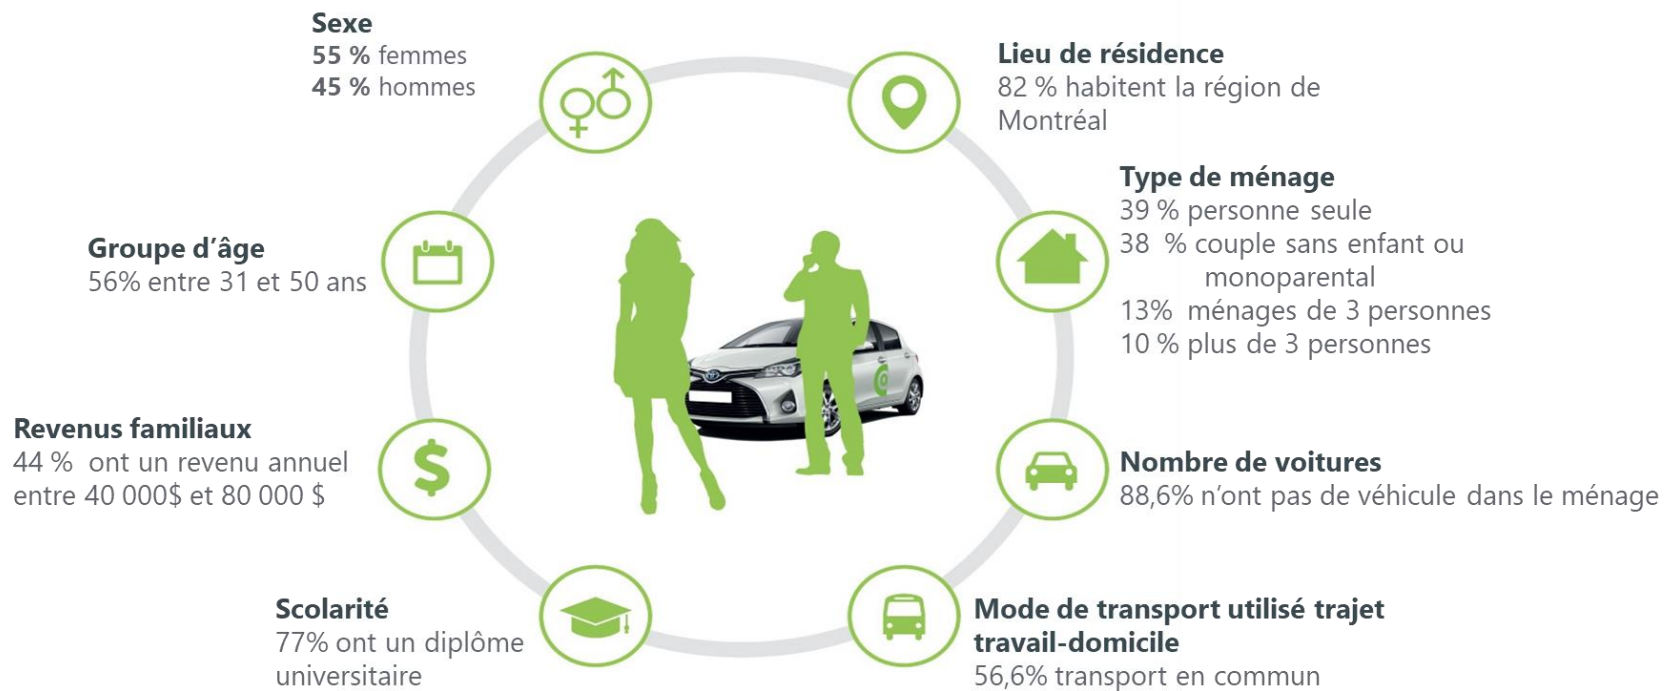 Sexe
55 % femmes
45 % hommes
Lieu de résidence
82 % habitent la région de
Montréal
Type de ménage
39 % personne seule
38 % couple sans enfant ou
monoparental
13% ménages de 3 personnes
10 % plus de 3 personnes
Groupe d'âge
56% entre 31 et 50 ans
Revenus familiaux
44 % ont un revenu annuel
entre 40 000$ et 80 000 $
Nombre de voitures
88,6% n'ont pas de véhicule dans le ménage
Scolarité
77% ont un diplôme
universitaire
Mode de transport utilisé trajet
travail-domicile
56,6% transport en commun